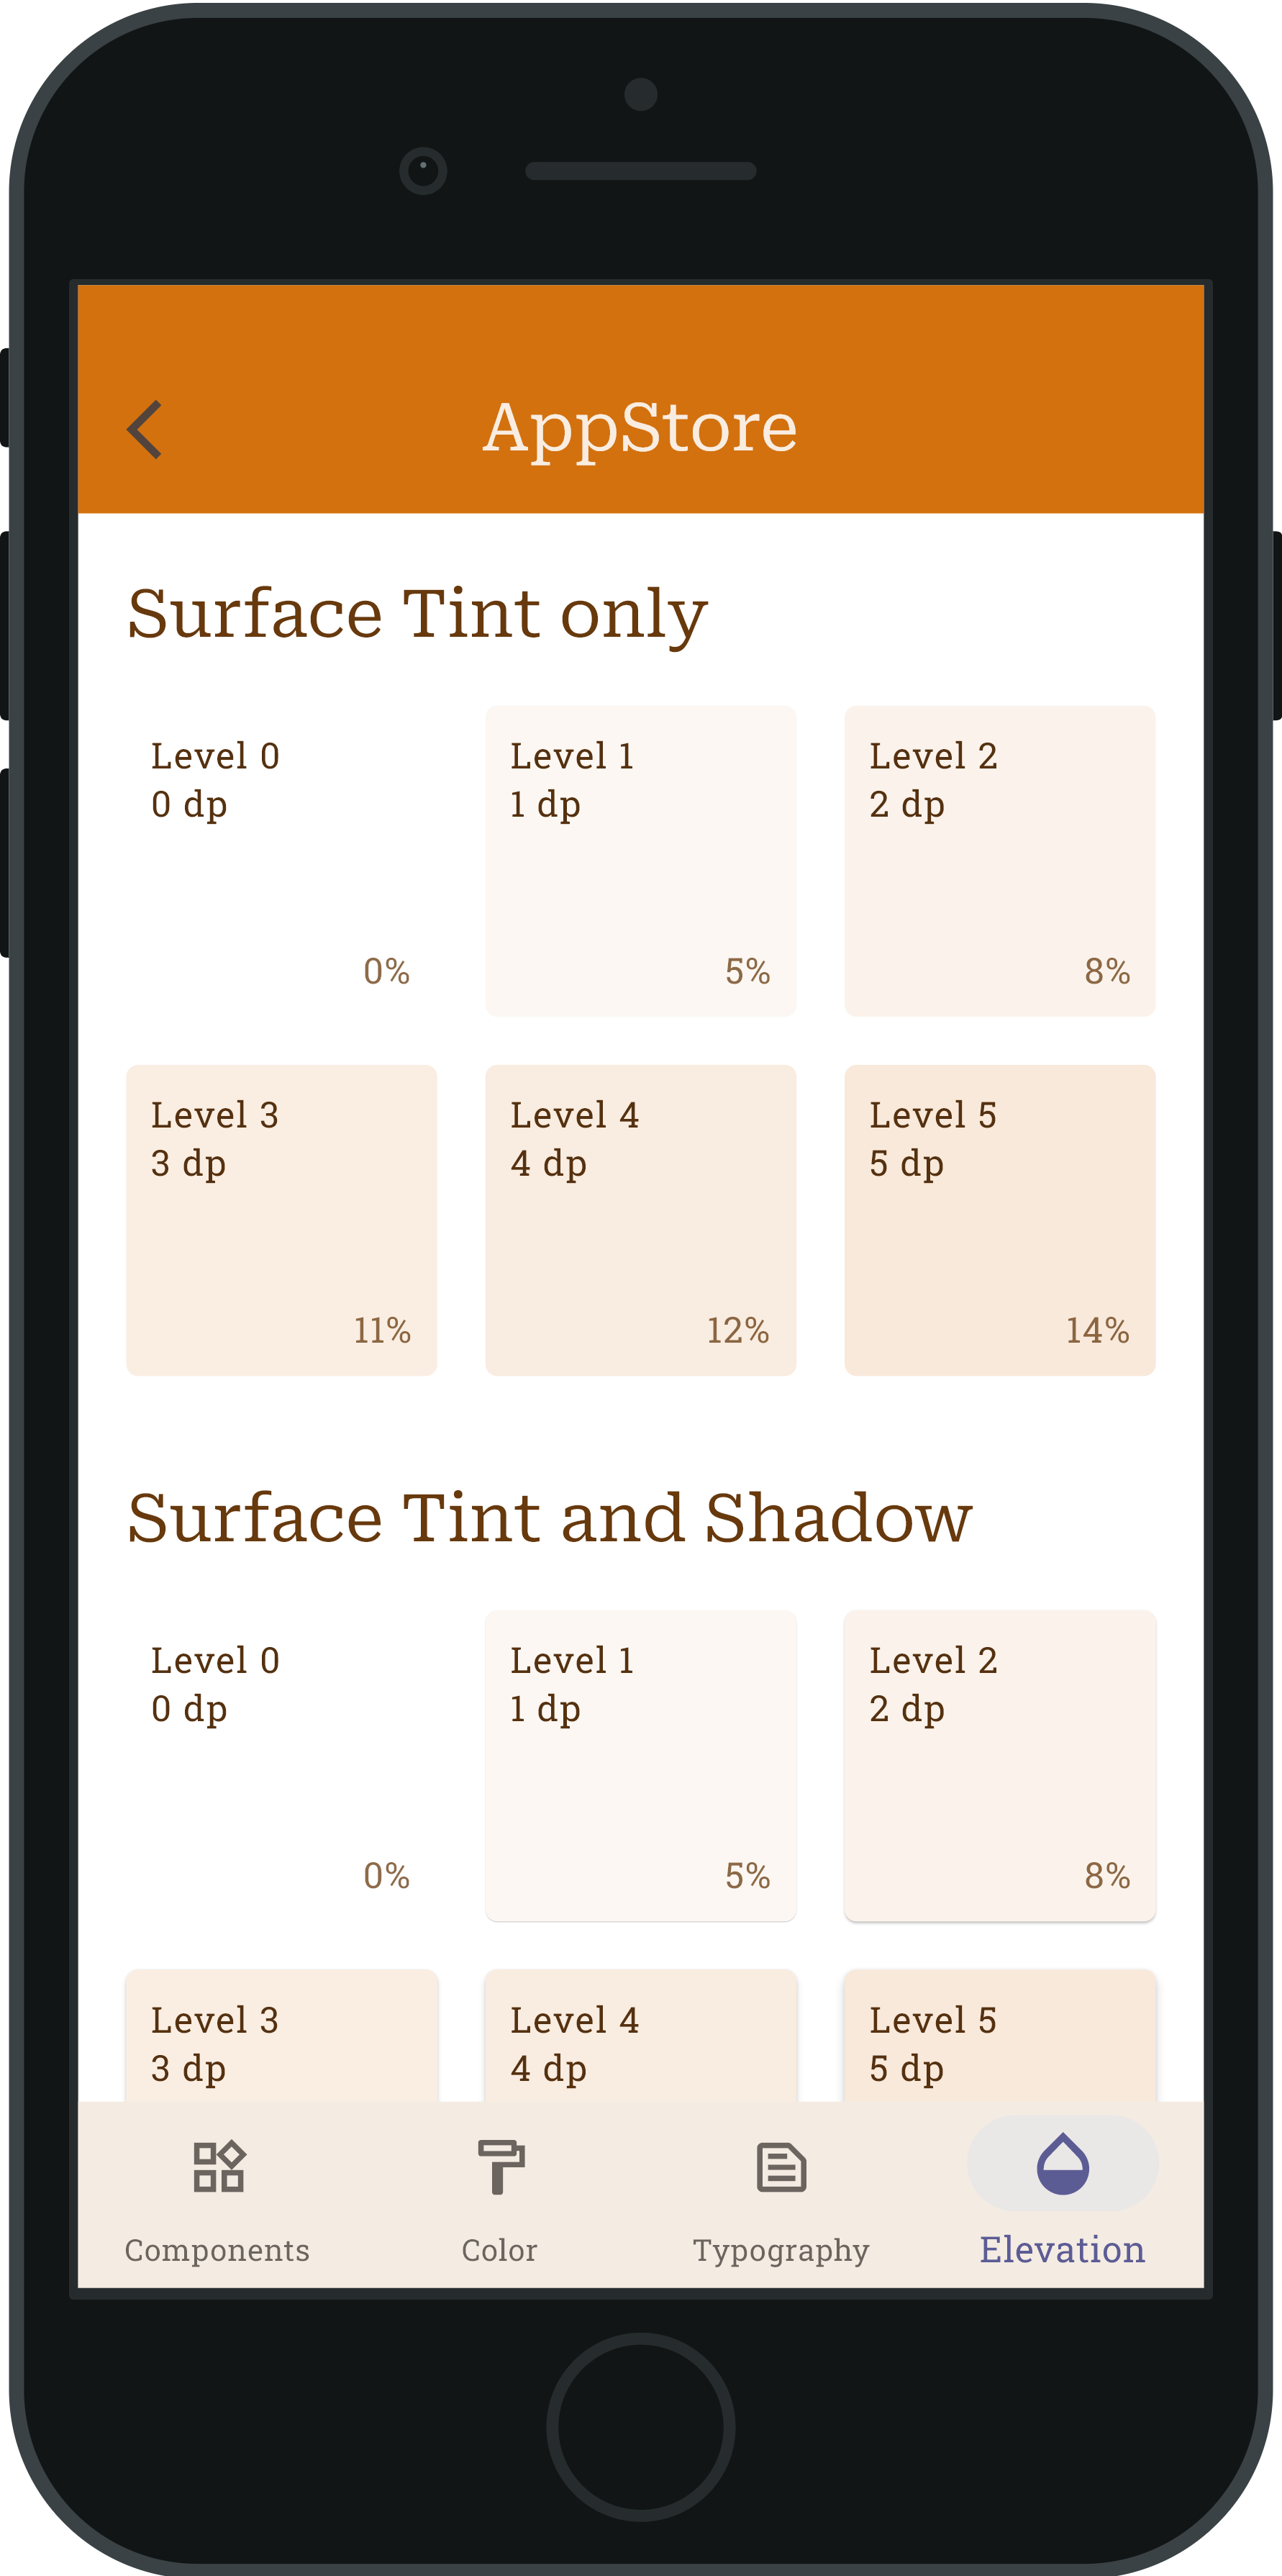 AppStore
Surface Tint only
Level 0
0 dp
0%
Level 1
1 dp
5%
Level 2
2 dp
8%
Level 3
3 dp
11%
Level 4
4 dp
12%
Level 5
5 dp
14%
Surface Tint and Shadow
Level 0
0 dp
0%
Level 1
1 dp
5%
Level 2
2 dp
8%
Level 3
3 dp
Level 4
4 dp
Level 5
5 dp
Components
Color
Typography
Elevation